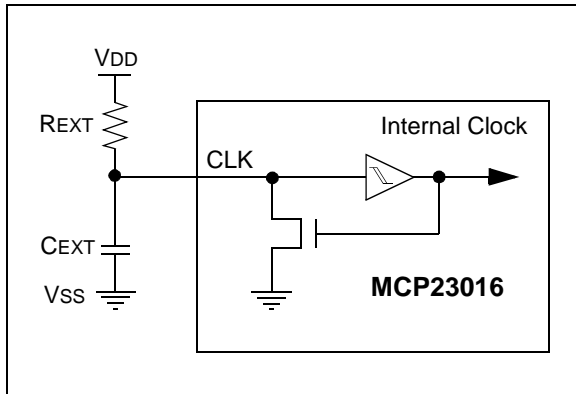 VDD
REXT
Internal Clock
CLK
CEXT
MCP23016
VSS